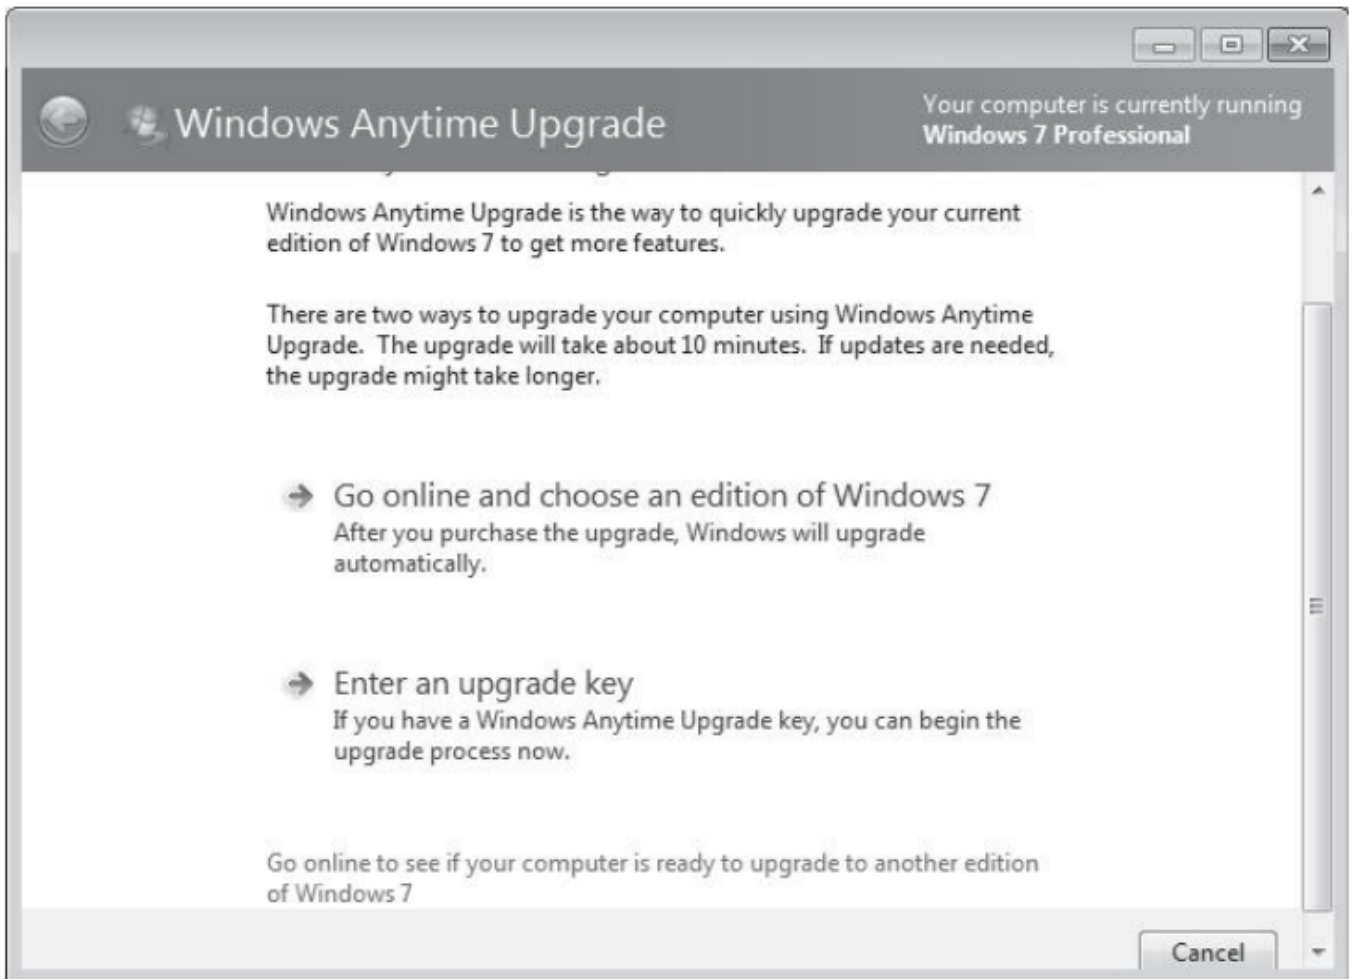 Windows Anytime Upgrade
Your computer is currently running
Windows 7 Professional
Windows Anytime Upgrade is the way to quickly upgrade your current
edition of Windows 7 to get more features.
There are two ways to upgrade your computer using Windows Anytime
Upgrade. The upgrade will take about 10 minutes. If updates are needed,
the upgrade might take longer.
Go online and choose an edition of Windows 7
After you purchase the upgrade, Windows will upgrade
automatically.
Enter an upgrade key
If you have a Windows Anytime Upgrade key, you can begin the
upgrade process now.
Go online to see if your computer is ready to upgrade to another edition
of Windows 7
Cancel